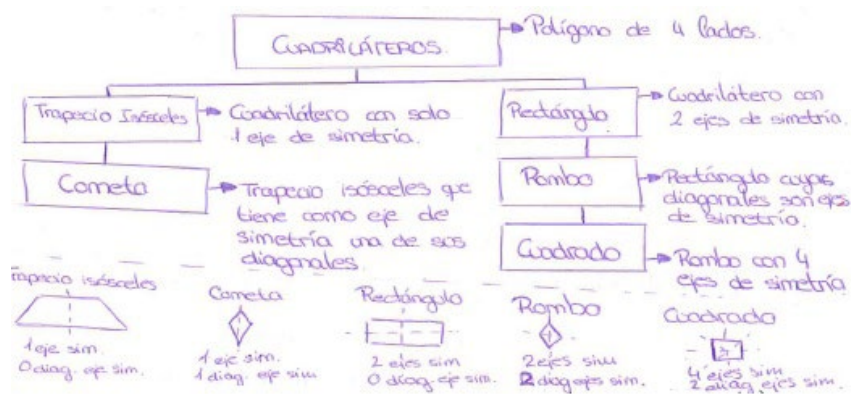 CUADRILÁTEROS.
Polígono de 4 lados.
Trapecio Isósceles
Cuadrilátero con solo
1 eje de simetría.
Rectángulo
Cuadrilátero con
2 ejes de simetría.
Cometa
Trapecio isósceles que
tiene como eje de
simetría una de sus
diagonales.
Rombo
Rectángulo cuyas
diagonales son ejes
de simetría.
Cuadrado
Rombo con 4
ejes de simetría
Trapecio isósceles
1 eje sim.
0 diag. eje sim.
Cometa
1 eje sim.
1 diag. eje sim
Rectángulo
2 ejes sim
0 diag. eje sim.
Rombo
2 ejes sim
2 diag ejes sim.
Cuadrado
4 ejes sim
2 diag ejes sim.